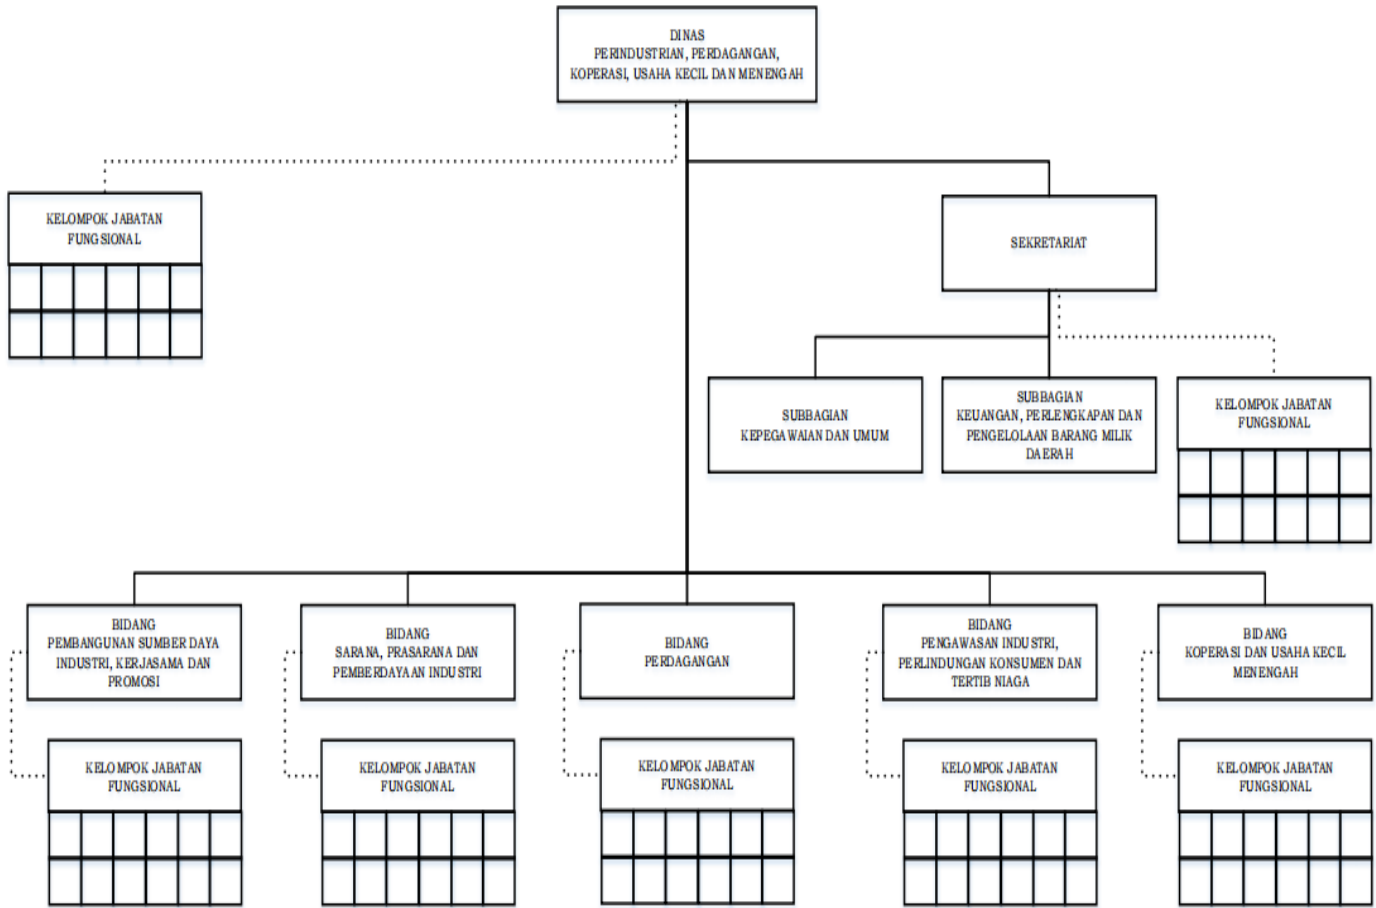 DINAS
PERINDUSTRIAN, PERDAGANGAN,
KOPERASI, USAHA KECIL DAN MENENGAH
KELOMPOK JABATAN
FUNGSIONAL
SEKRETARIAT
SUBBAGIAN
KEPEGAWAIAN DAN UMUM
SUBBAGIAN
KEUANGAN, PERLENGKAPAN DAN
PENGELOLAAN BARANG MILIK
DAERAH
KELOMPOK JABATAN
FUNGSIONAL
BIDANG
PEMBANGUNAN SUMBER DAYA
INDUSTRI, KERJASAMA DAN
PROMOSI
BIDANG
SARANA, PRASARANA DAN
PEMBERDAYAAN INDUSTRI
BIDANG
PERDAGANGAN
BIDANG
PENGAWASAN INDUSTRI,
PERLINDUNGAN KONSUMEN DAN
TERTIB NIAGA
BIDANG
KOPERASI DAN USAHA KECIL
MENENGAH
KELOMPOK JABATAN
FUNGSIONAL
KELOMPOK JABATAN
FUNGSIONAL
KELOMPOK JABATAN
FUNGSIONAL
KELOMPOK JABATAN
FUNGSIONAL
KELOMPOK JABATAN
FUNGSIONAL